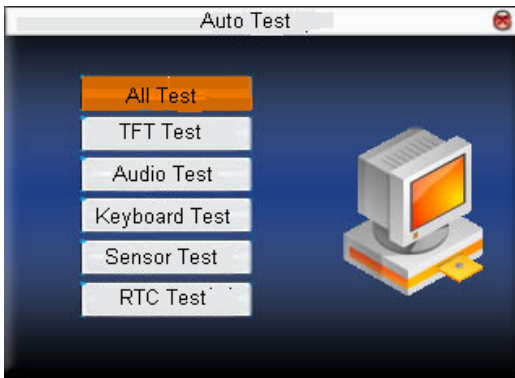 Auto Test
All Test
TFT Test
Audio Test
Keyboard Test
Sensor Test
RTC Test